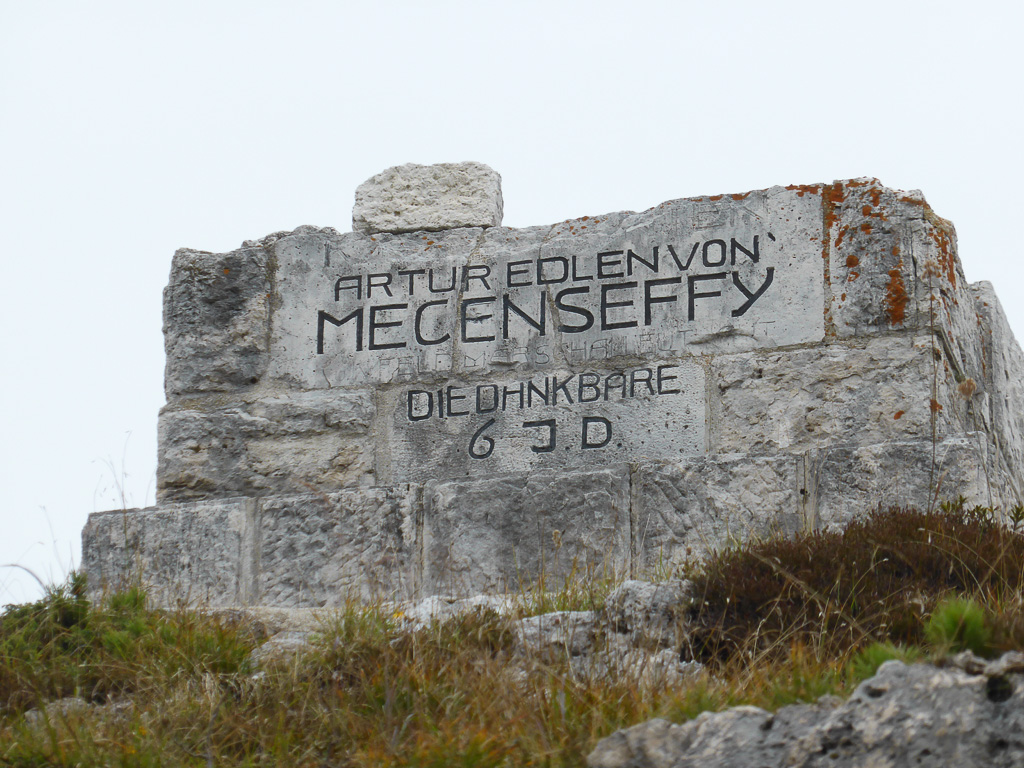 ARTUR EDLEN VON
MECENSEFFY
DIE DANKBARE
6 J.D.